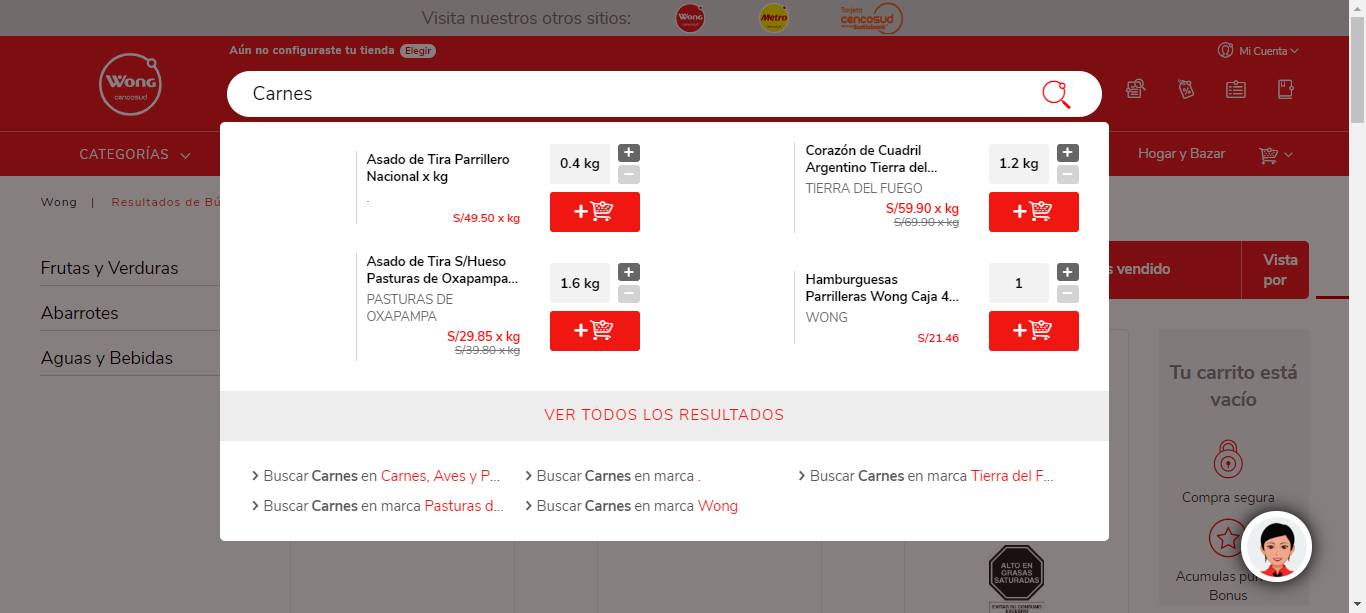 Visita nuestros otros sitios:
Wong
Metro
Tarjeta
cencosud
Scotiabank
Aún no configuraste tu tienda Elegir
Mi Cuenta
Wong
cencosud
Carnes
CATEGORÍAS
Hogar y Bazar
Wong | Resultados de Bú
Frutas y Verduras
Abarrotes
Aguas y Bebidas
Asado de Tira Parrillero
Nacional x kg
.
S/49.50 x kg
0.4 kg
+
−
+
Corazón de Cuadril
Argentino Tierra del...
TIERRA DEL FUEGO
S/59.90 x kg
S/69.90 x kg
1.2 kg
+
−
+
Asado de Tira S/Hueso
Pasturas de Oxapampa...
PASTURAS DE
OXAPAMPA
S/29.85 x kg
S/39.80 x kg
1.6 kg
+
−
+
Hamburguesas
Parrilleras Wong Caja 4...
WONG
S/21.46
1
+
−
+
VER TODOS LOS RESULTADOS
Buscar Carnes en Carnes, Aves y P...
Buscar Carnes en marca .
Buscar Carnes en marca Tierra del F...
Buscar Carnes en marca Pasturas d...
Buscar Carnes en marca Wong
s vendido
Vista
por
Tu carrito está
vacío
Compra segura
Acumulas pun
Bonus
ALTO EN
GRASAS
SATURADAS
EVITAR SU CONSUMO
EXCESIVO